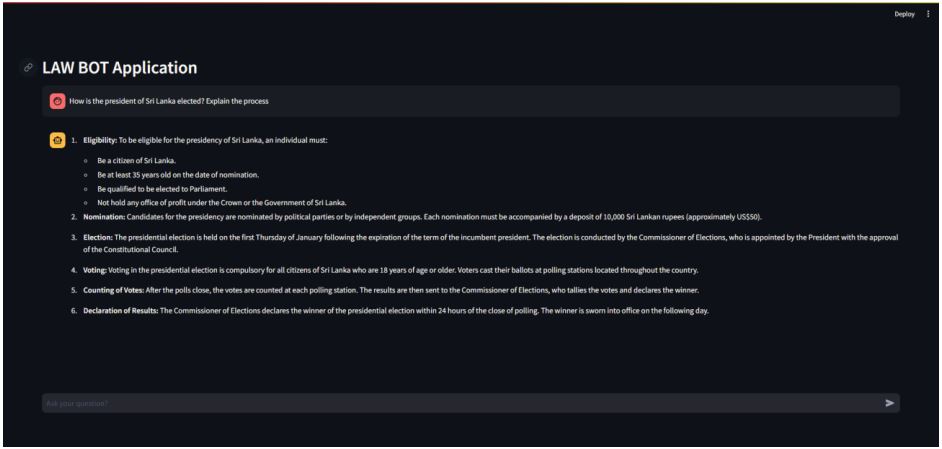 Deploy
LAW BOT Application
How is the president of Sri Lanka elected? Explain the process
1. Eligibility: To be eligible for the presidency of Sri Lanka, an individual must:
Be a citizen of Sri Lanka.
Be at least 35 years old on the date of nomination.
Be qualified to be elected to Parliament.
Not hold any office of profit under the Crown or the Government of Sri Lanka.
2. Nomination: Candidates for the presidency are nominated by political parties or by independent groups. Each nomination must be accompanied by a deposit of 10,000 Sri Lankan rupees (approximately US$50).
3. Election: The presidential election is held on the first Thursday of January following the expiration of the term of the incumbent president. The election is conducted by the Commissioner of Elections, who is appointed by the President with the approval
of the Constitutional Council.
4. Voting: Voting in the presidential election is compulsory for all citizens of Sri Lanka who are 18 years of age or older. Voters cast their ballots at polling stations located throughout the country.
5. Counting of Votes: After the polls close, the votes are counted at each polling station. The results are then sent to the Commissioner of Elections, who tallies the votes and declares the winner.
6. Declaration of Results: The Commissioner of Elections declares the winner of the presidential election within 24 hours of the close of polling. The winner is sworn into office on the following day.
Ask your question?